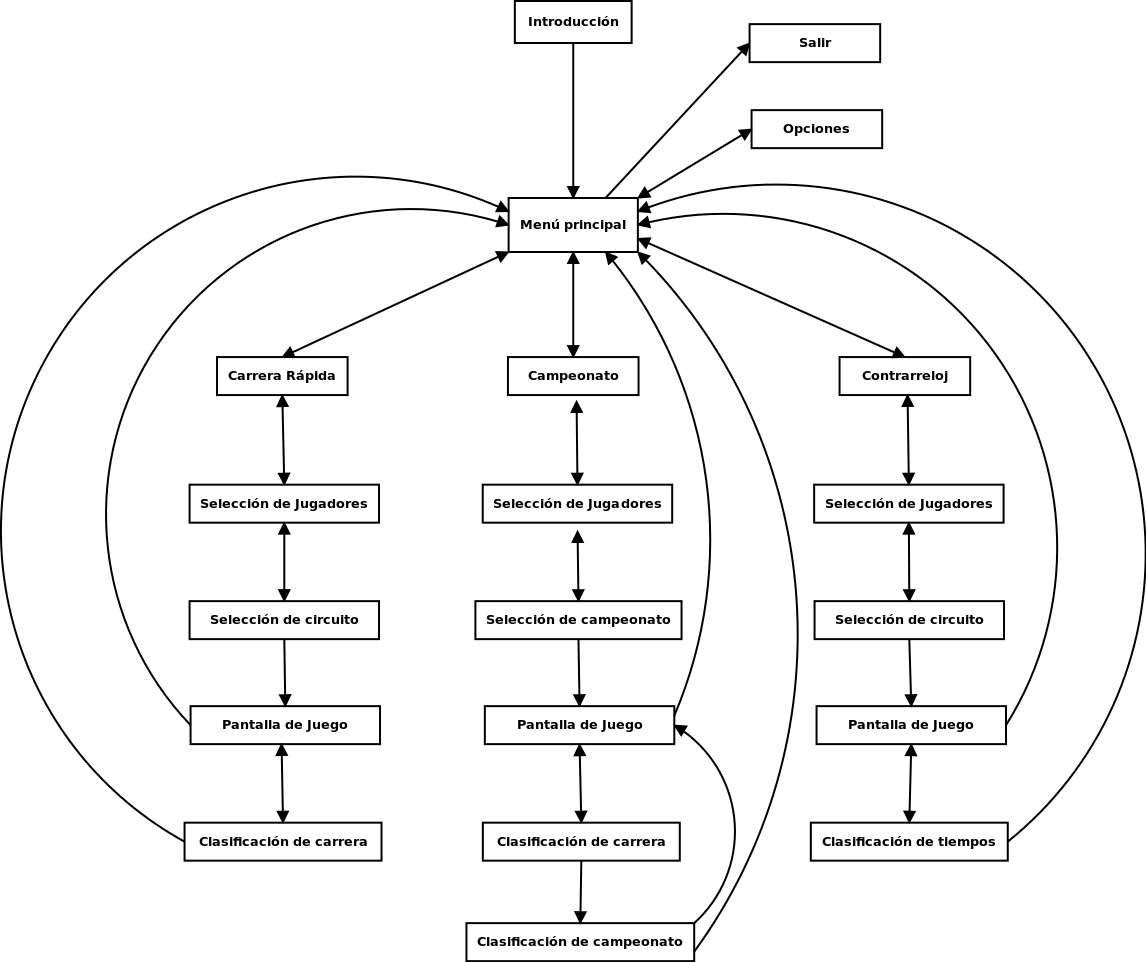 Introducción
Salir
Opciones
Menú principal
Carrera Rápida
Campeonato
Contrarreloj
Selección de Jugadores
Selección de Jugadores
Selección de Jugadores
Selección de circuito
Selección de campeonato
Selección de circuito
Pantalla de Juego
Pantalla de Juego
Pantalla de Juego
Clasificación de carrera
Clasificación de carrera
Clasificación de tiempos
Clasificación de campeonato